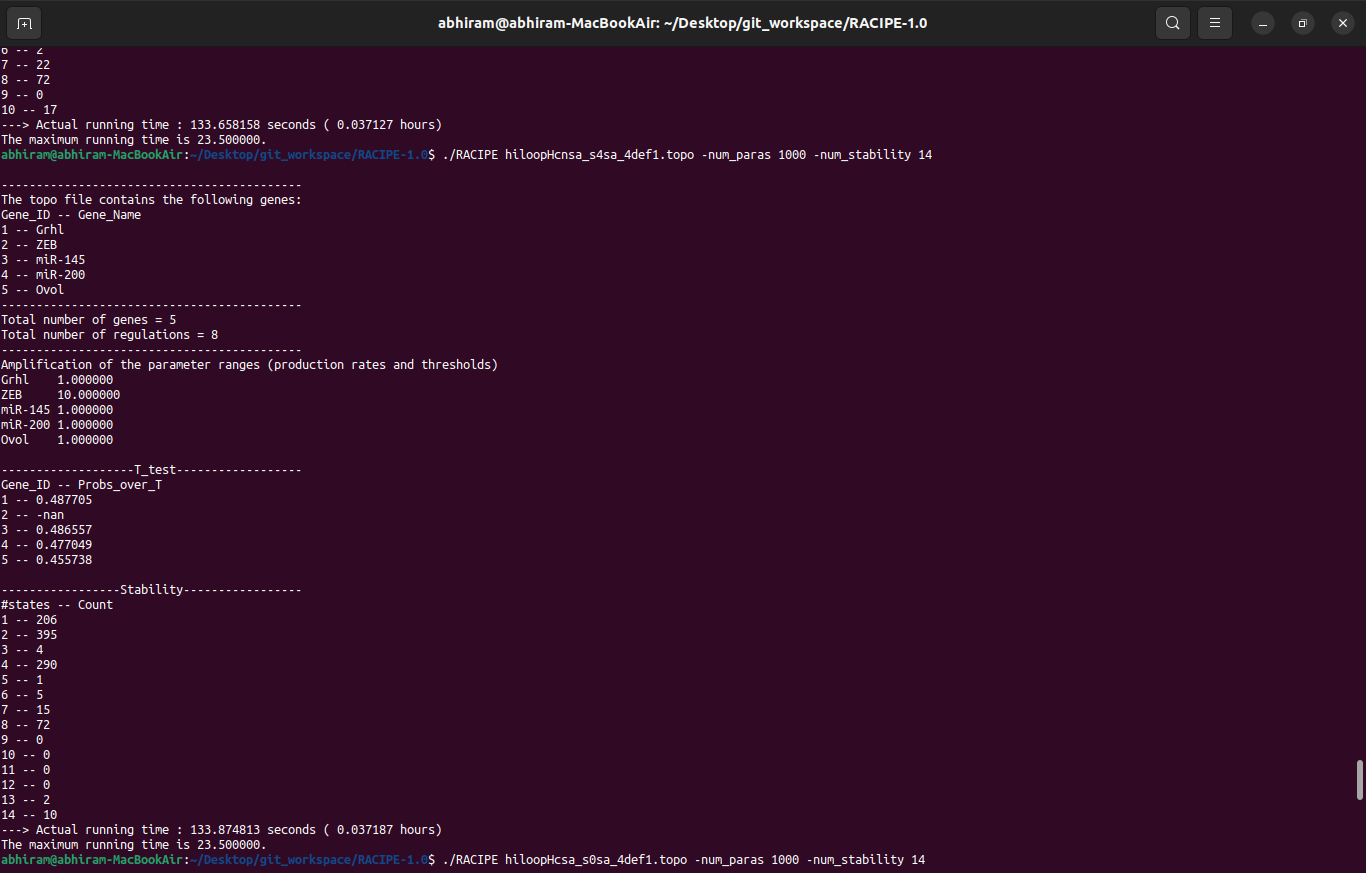 abhiram@abhiram-MacBookAir: ~/Desktop/git_workspace/RACIPE-1.0
6 -- 2
7 -- 22
8 -- 72
9 -- 0
10 -- 17
---> Actual running time : 133.658158 seconds ( 0.037127 hours)
The maximum running time is 23.500000.
abhiram@abhiram-MacBookAir:~/Desktop/git_workspace/RACIPE-1.0$ ./RACIPE hiloopHcnsa_s4sa_4def1.topo -num_paras 1000 -num_stability 14
-------------------------------------------
The topo file contains the following genes:
Gene_ID -- Gene_Name
1 -- Grhl
2 -- ZEB
3 -- miR-145
4 -- miR-200
5 -- Ovol
-------------------------------------------
Total number of genes = 5
Total number of regulations = 8
-------------------------------------------
Amplification of the parameter ranges (production rates and thresholds)
Grhl    1.000000
ZEB     10.000000
miR-145 1.000000
miR-200 1.000000
Ovol    1.000000
-------------------T_test------------------
Gene_ID -- Probs_over_T
1 -- 0.487705
2 -- -nan
3 -- 0.486557
4 -- 0.477049
5 -- 0.455738
-----------------Stability-----------------
#states -- Count
1 -- 206
2 -- 395
3 -- 4
4 -- 290
5 -- 1
6 -- 5
7 -- 15
8 -- 72
9 -- 0
10 -- 0
11 -- 0
12 -- 0
13 -- 2
14 -- 10
---> Actual running time : 133.874813 seconds ( 0.037187 hours)
The maximum running time is 23.500000.
abhiram@abhiram-MacBookAir:~/Desktop/git_workspace/RACIPE-1.0$ ./RACIPE hiloopHcsa_s0sa_4def1.topo -num_paras 1000 -num_stability 14